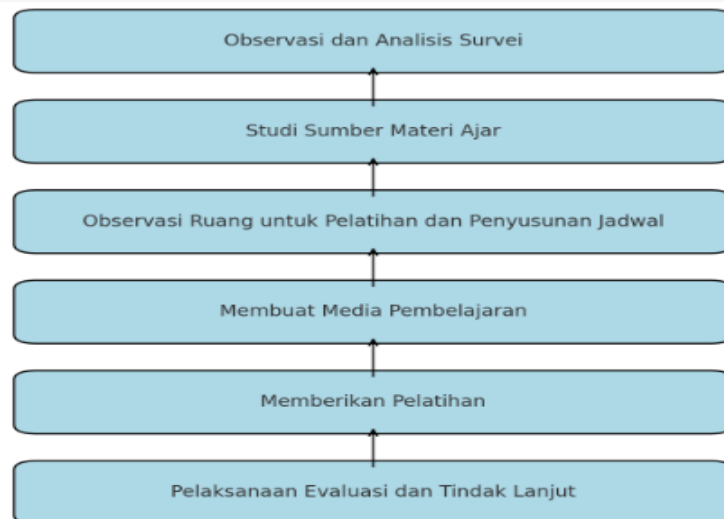 Observasi dan Analisis Survei
Studi Sumber Materi Ajar
Observasi Ruang untuk Pelatihan dan Penyusunan Jadwal
Membuat Media Pembelajaran
Memberikan Pelatihan
Pelaksanaan Evaluasi dan Tindak Lanjut